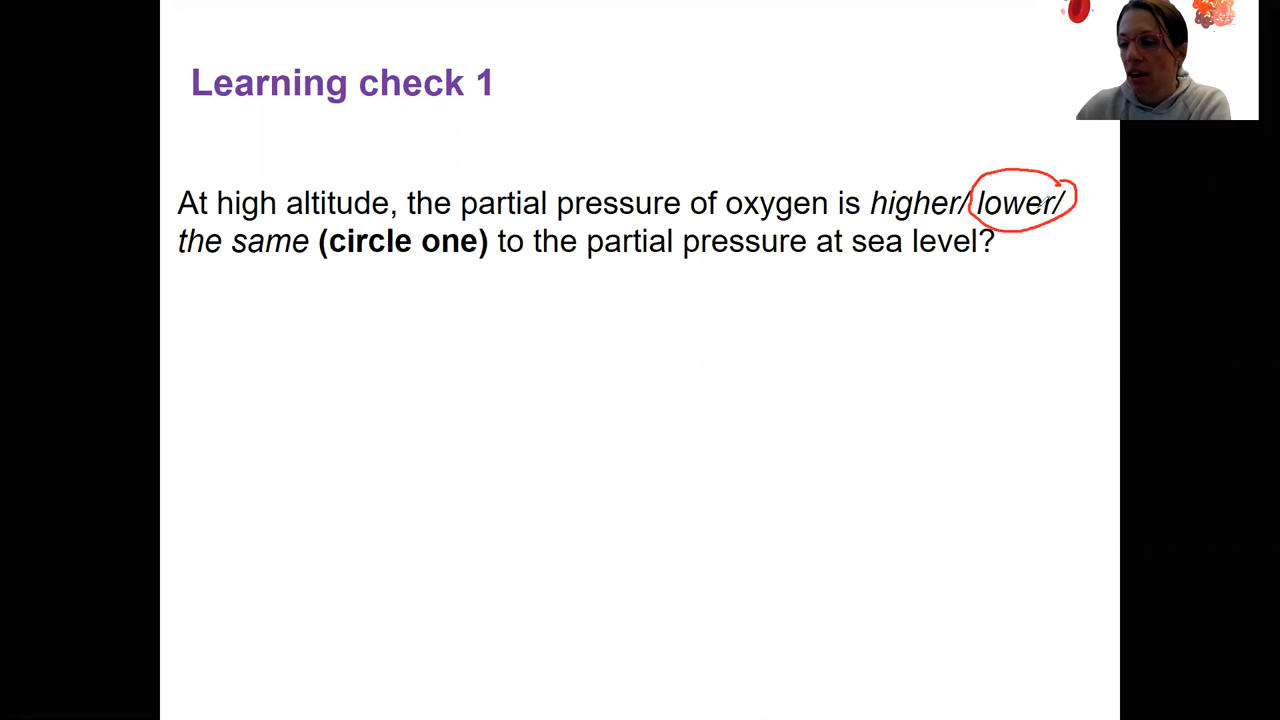 Learning check 1
At high altitude, the partial pressure of oxygen is higher/ lower/
the same (circle one) to the partial pressure at sea level?